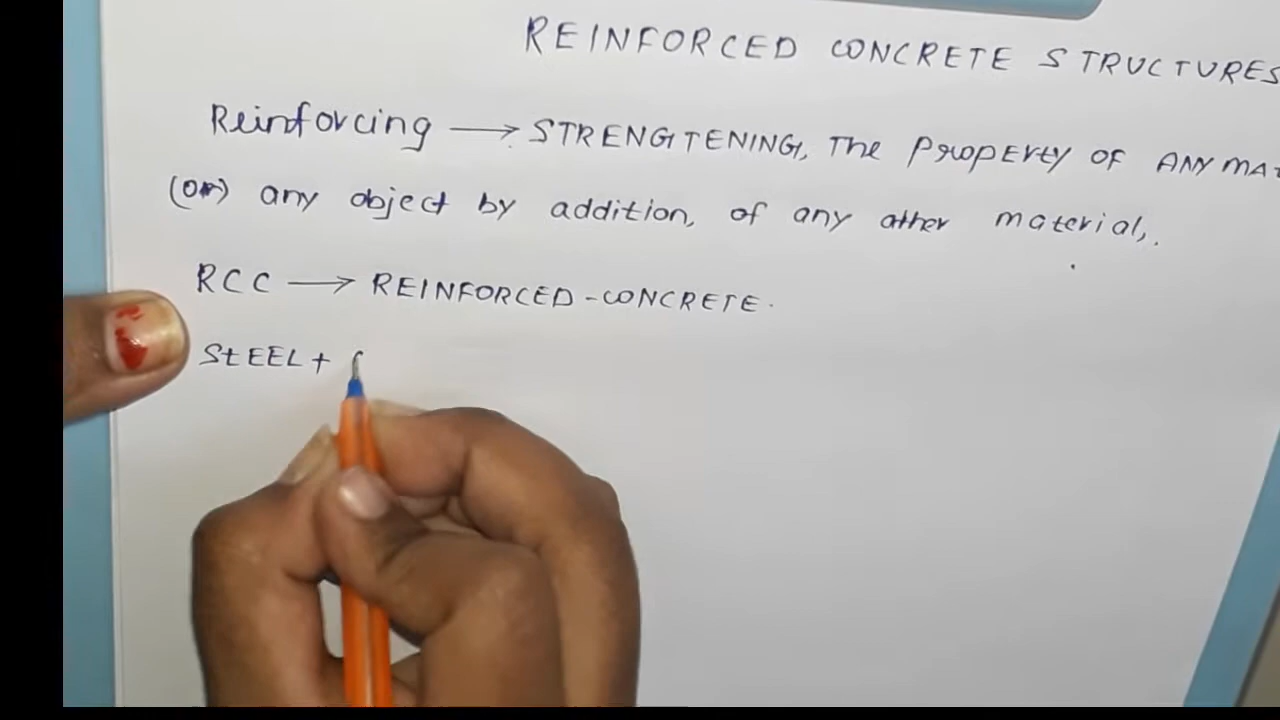 REINFORCED CONCRETE STRUCTURES
Reinforcing → STRENGTENING, The PROPERty OF ANY MAT
(OR) any object by addition, of any other material,.
RCC → REINFORCED-CONCRETE.
STEEL + C